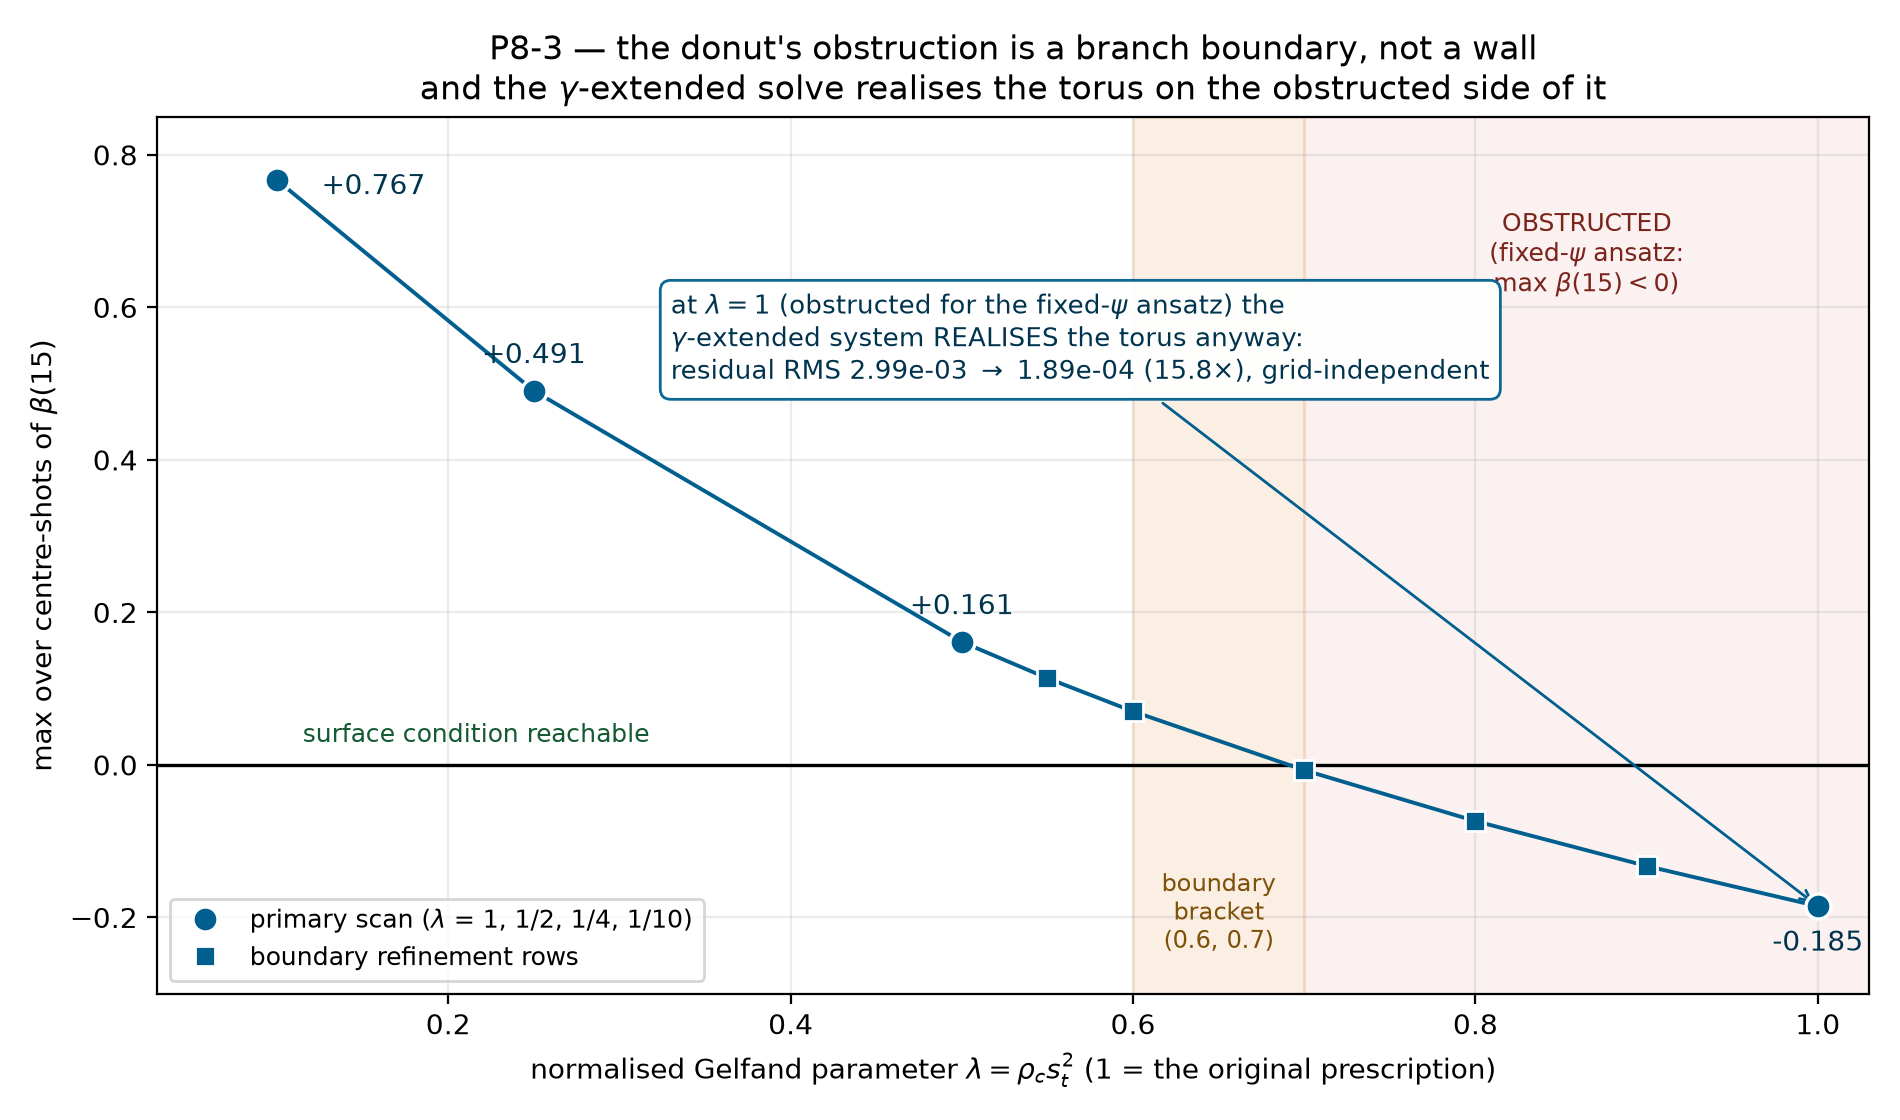 P8-3 — the donut's obstruction is a branch boundary, not a wall
and the γ-extended solve realises the torus on the obstructed side of it
0.8
0.6
0.4
0.2
0.0
−0.2
max over centre-shots of β(15)
+0.767
+0.491
+0.161
-0.185
OBSTRUCTED
(fixed-ψ ansatz:
max β(15) < 0)
at λ = 1 (obstructed for the fixed-ψ ansatz) the
γ-extended system REALISES the torus anyway:
residual RMS 2.99e-03 → 1.89e-04 (15.8×), grid-independent
surface condition reachable
boundary
bracket
(0.6, 0.7)
primary scan (λ = 1, 1/2, 1/4, 1/10)
boundary refinement rows
0.2
0.4
0.6
0.8
1.0
normalised Gelfand parameter λ = ρ_c s_t^2 (1 = the original prescription)